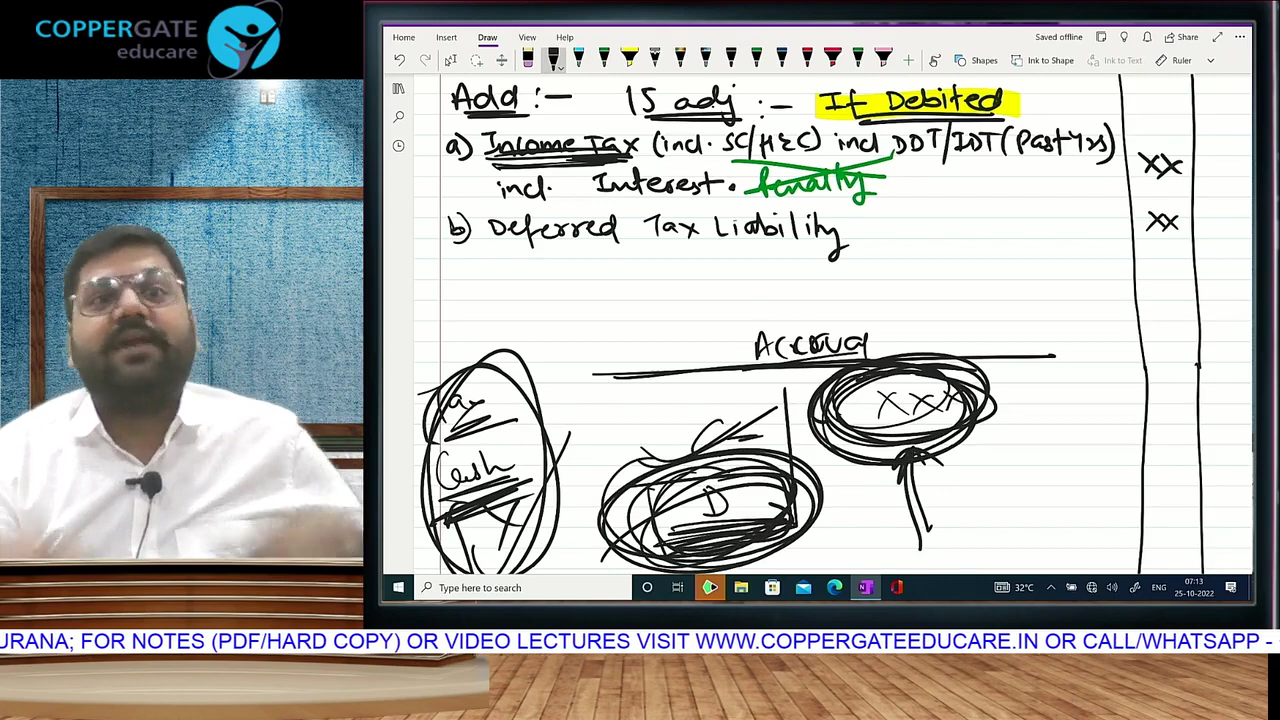 COPPERGATE
educare
Home Insert Draw View Help
Saved offline
Share
Shapes
Ink to Shape
Ink to Text
Ruler
Add :- 15 adj :- If Debited
a) Income Tax (incl. SC/HEC) incl DDT/IDT (Past Yrs) XX
incl. Interest. Penalty
b) Deferred Tax Liability XX
Accrual
Tax
Cash
D
XXX
Type here to search
32°C
ENG
07:13
25-10-2022
URANA; FOR NOTES (PDF/HARD COPY) OR VIDEO LECTURES VISIT WWW.COPPERGATEEDUCARE.IN OR CALL/WHATSAPP -